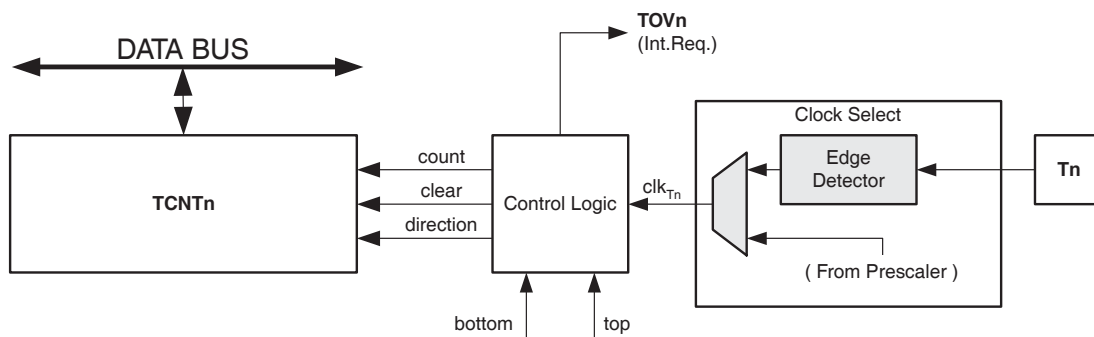 TOVn
(Int.Req.)
DATA BUS
Clock Select
TCNTn
count
clear
direction
Control Logic
clkTn
Edge
Detector
Tn
( From Prescaler )
bottom
top